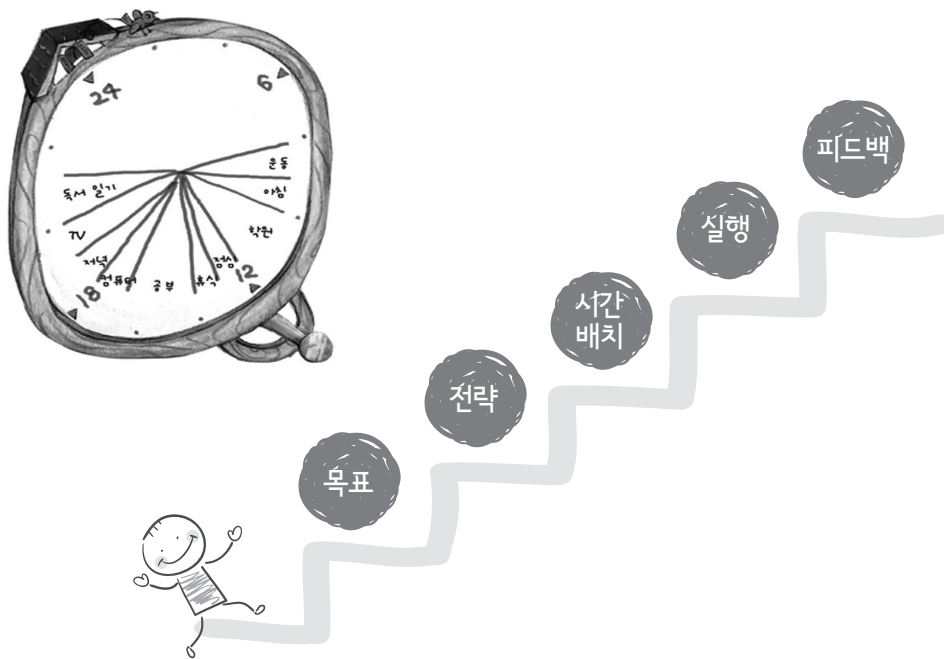 24
6
운동
아침
학원
점심
12
휴식
공부
컴퓨터
18
저녁
TV
독서 일기
피드백
실행
시간
배치
전략
목표